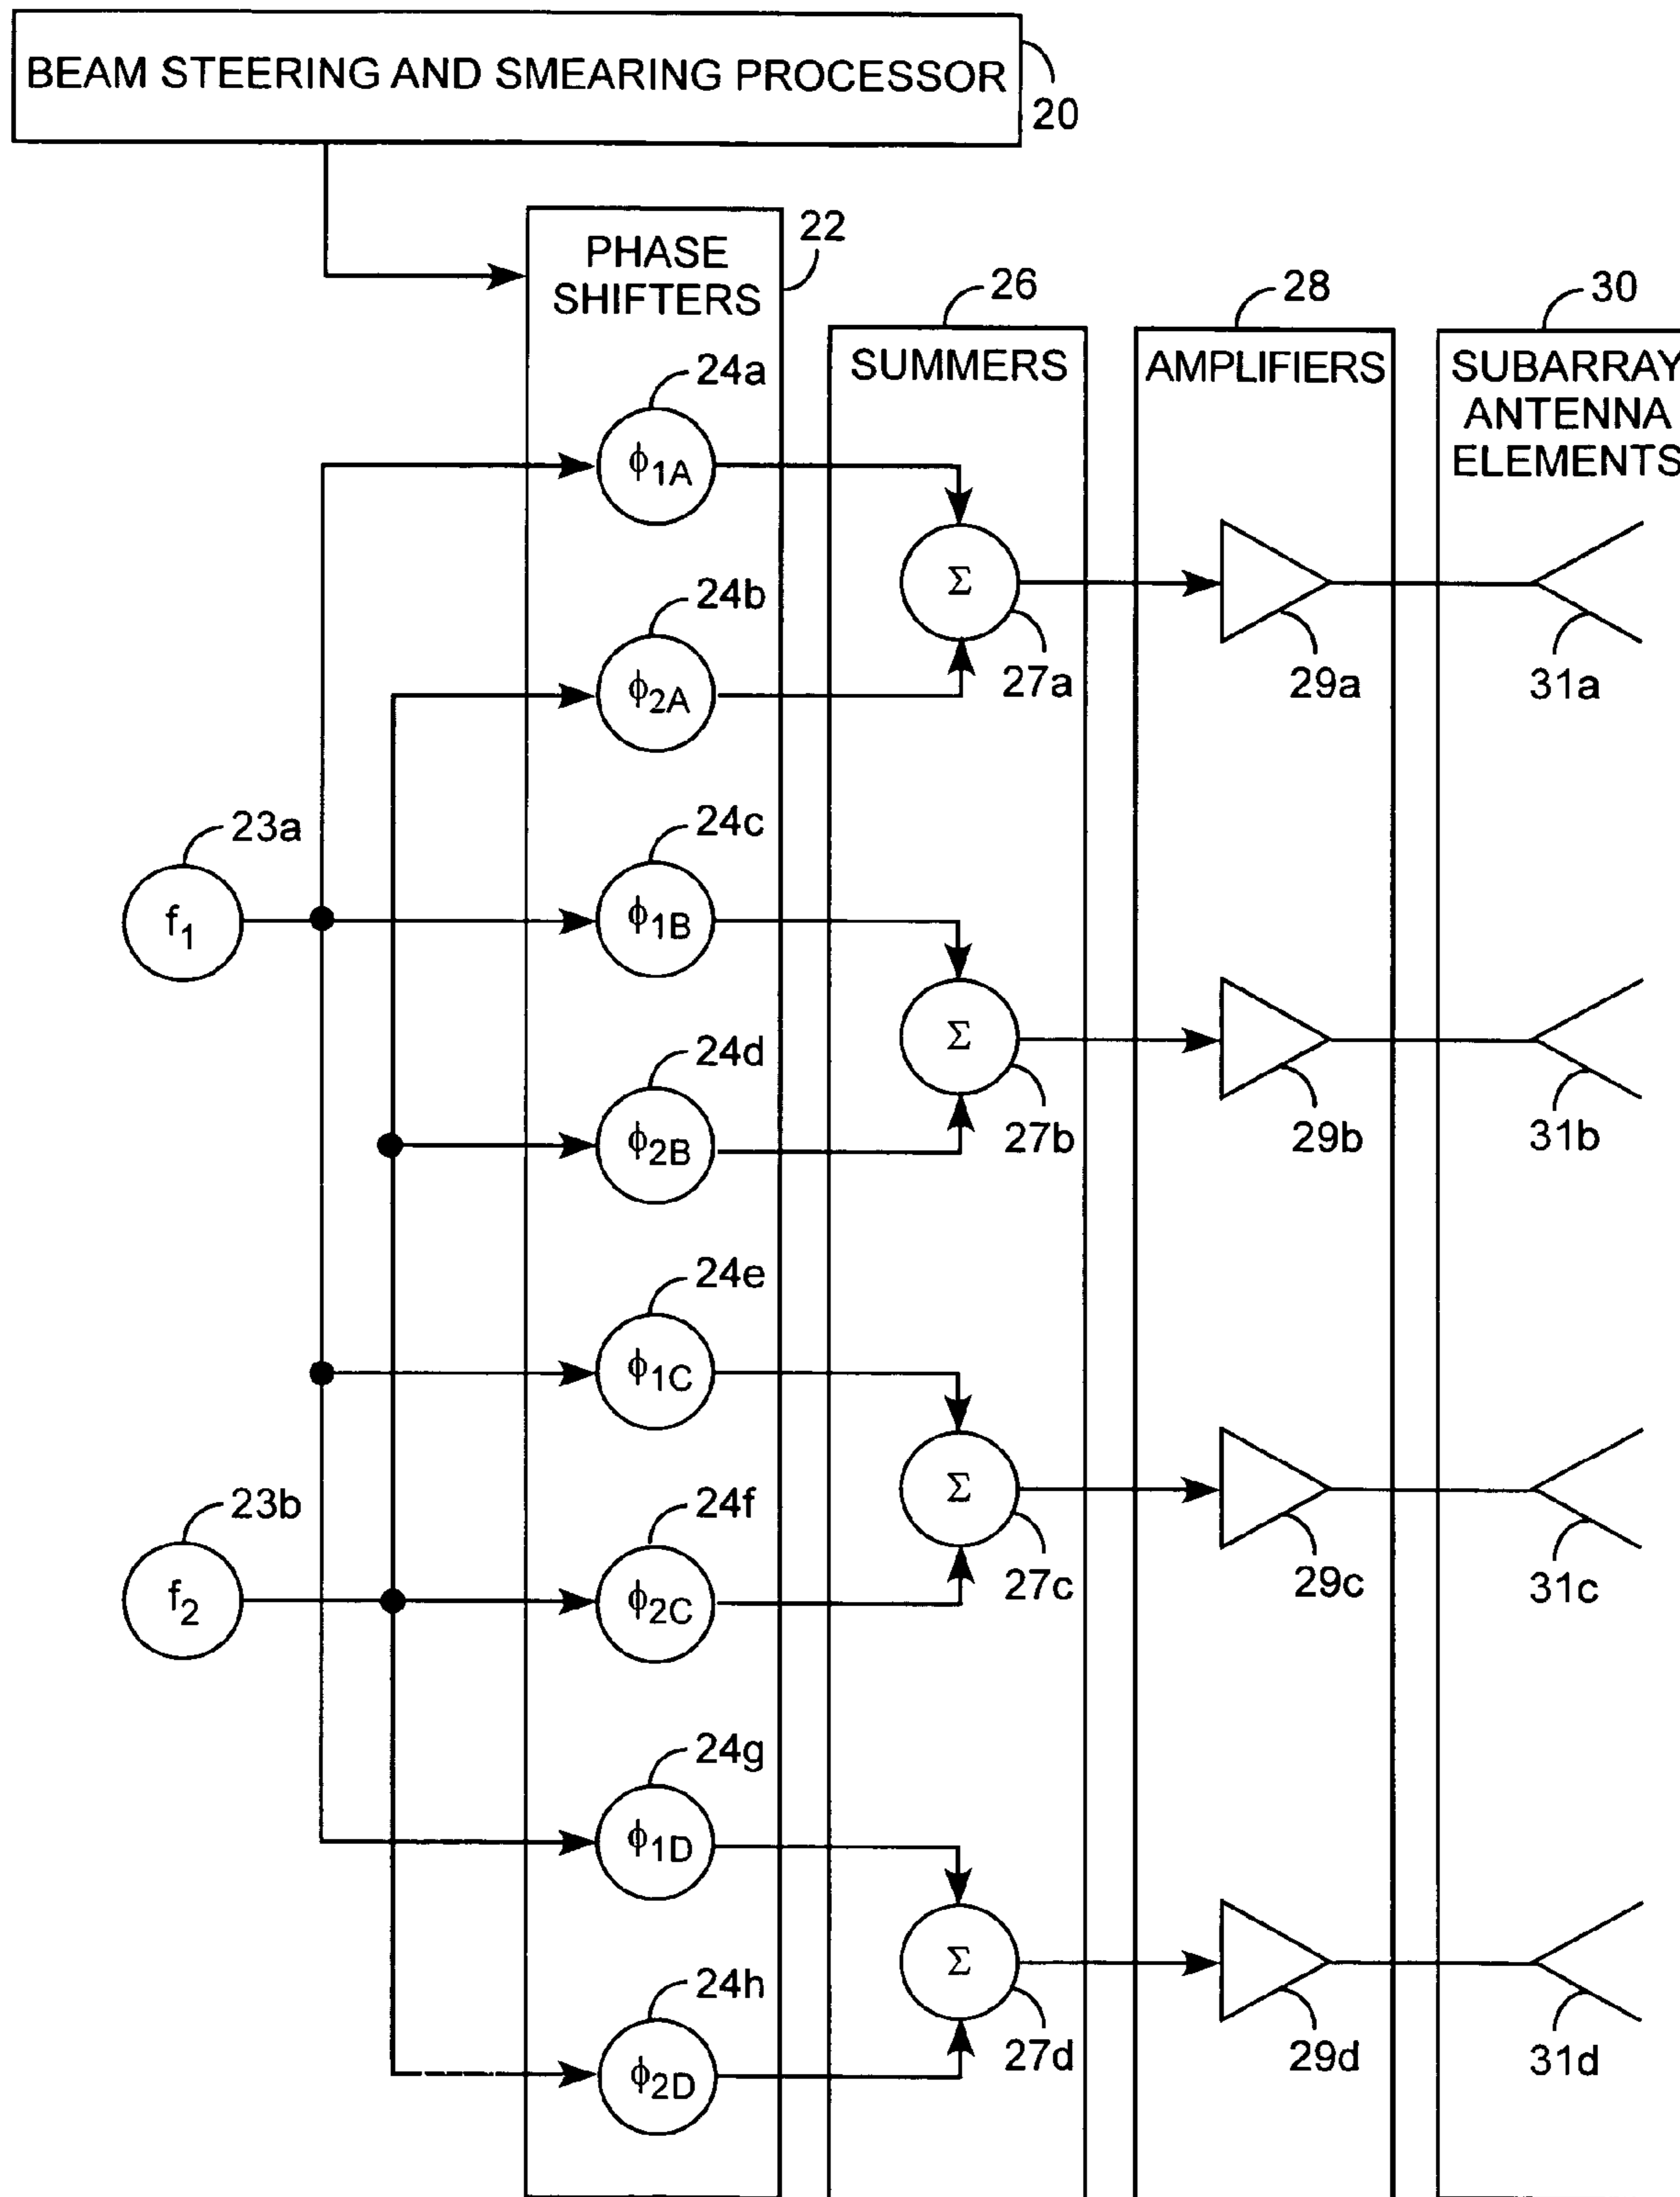 BEAM STEERING AND SMEARING PROCESSOR
20
PHASE
SHIFTERS
22
SUMMERS
26
AMPLIFIERS
28
SUBARRAY
ANTENNA
ELEMENTS
30
24a
ϕ1A
24b
ϕ2A
Σ
27a
29a
31a
23a
f1
24c
ϕ1B
24d
ϕ2B
Σ
27b
29b
31b
24e
ϕ1C
23b
f2
24f
ϕ2C
Σ
27c
29c
31c
24g
ϕ1D
24h
ϕ2D
Σ
27d
29d
31d